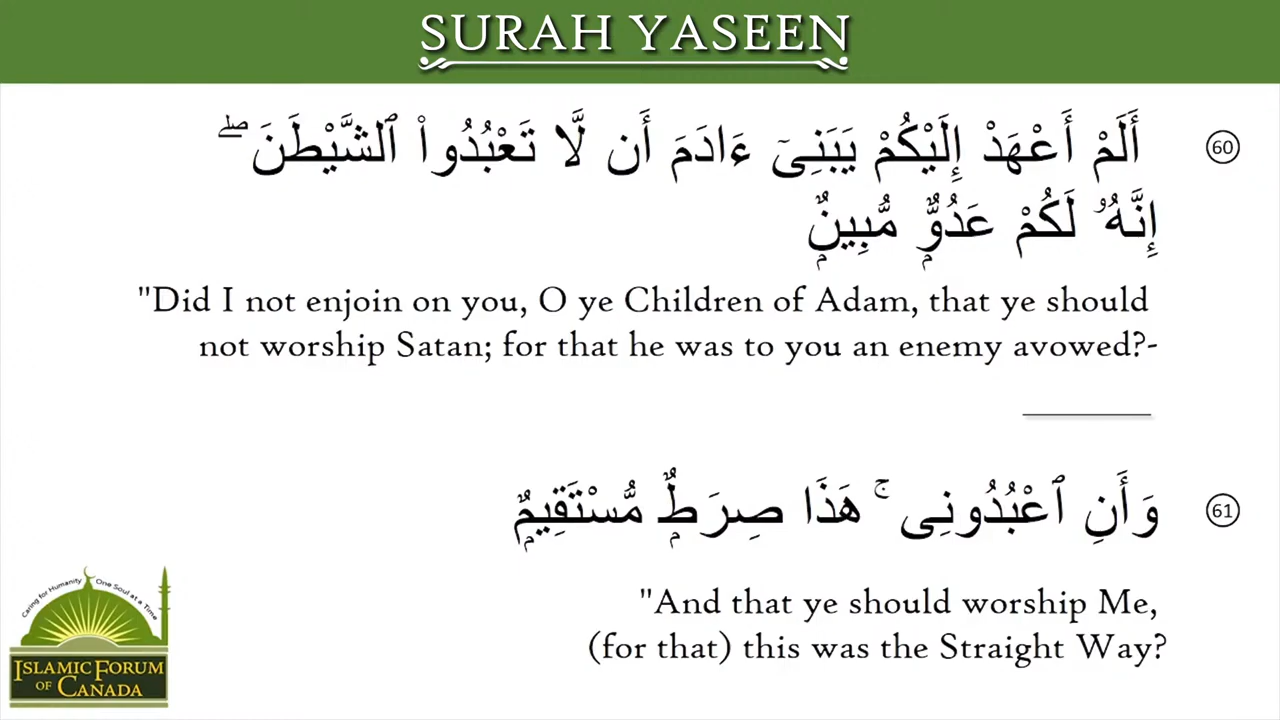 SURAH YASEEN
أَلَمْ أَعْهَدْ إِلَيْكُمْ يَبَنِىٓ ءَادَمَ أَن لَّا تَعْبُدُوا۟ ٱلشَّيْطَنَ ۖ
60
إِنَّهُۥ لَكُمْ عَدُوٌّۭ مُّبِينٌۭ
"Did I not enjoin on you, O ye Children of Adam, that ye should
not worship Satan; for that he was to you an enemy avowed?-
وَأَنِ ٱعْبُدُونِى ۚ هَذَا صِرَطٌۭ مُّسْتَقِيمٌۭ
61
"And that ye should worship Me,
(for that) this was the Straight Way?
Caring for Humanity One Soul at a Time
ISLAMIC FORUM
OF CANADA